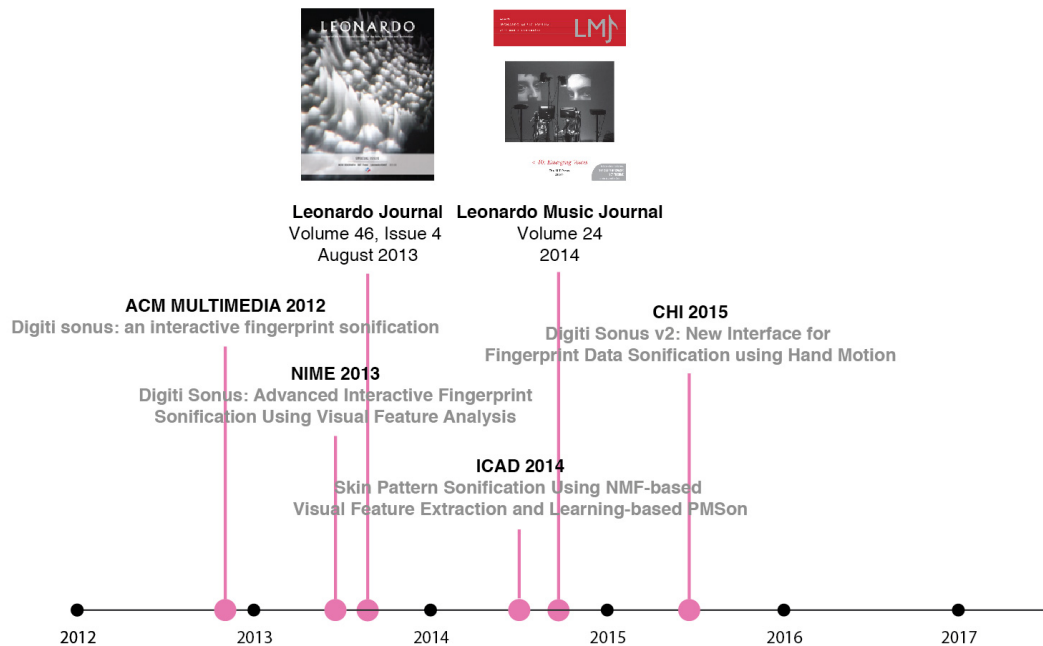 LEONARDO
LMJ
Leonardo Journal
Volume 46, Issue 4
August 2013
Leonardo Music Journal
Volume 24
2014
ACM MULTIMEDIA 2012
Digiti sonus: an interactive fingerprint sonification
CHI 2015
Digiti Sonus v2: New Interface for
Fingerprint Data Sonification using Hand Motion
NIME 2013
Digiti Sonus: Advanced Interactive Fingerprint
Sonification Using Visual Feature Analysis
ICAD 2014
Skin Pattern Sonification Using NMF-based
Visual Feature Extraction and Learning-based PMSon
2012 2013 2014 2015 2016 2017